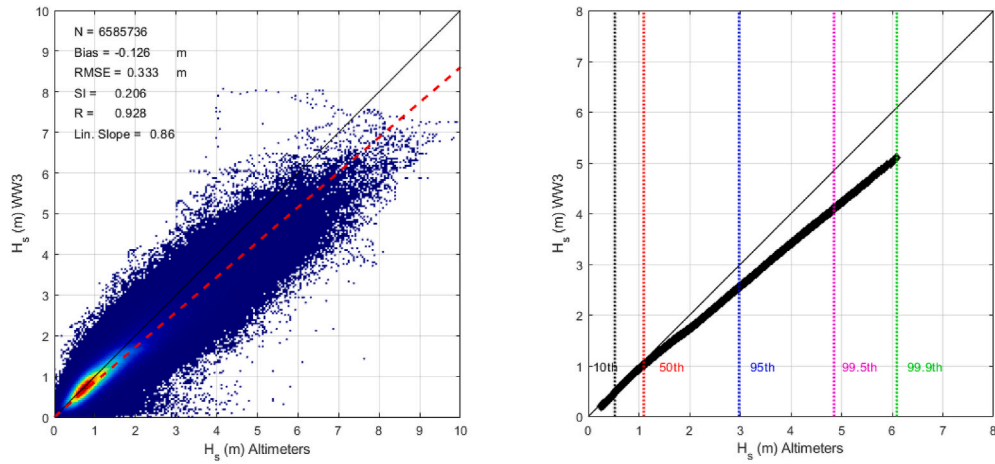 N = 6585736
Bias = -0.126 m
RMSE = 0.333 m
SI = 0.206
R = 0.928
Lin. Slope = 0.86
10
9
8
7
6
5
4
3
2
1
0
H_s (m) WW3
0 1 2 3 4 5 6 7 8 9 10
H_s (m) Altimeters
8
7
6
5
4
3
2
1
0
H_s (m) WW3
10th 50th 95th 99.5th 99.9th
0 1 2 3 4 5 6 7 8
H_s (m) Altimeters